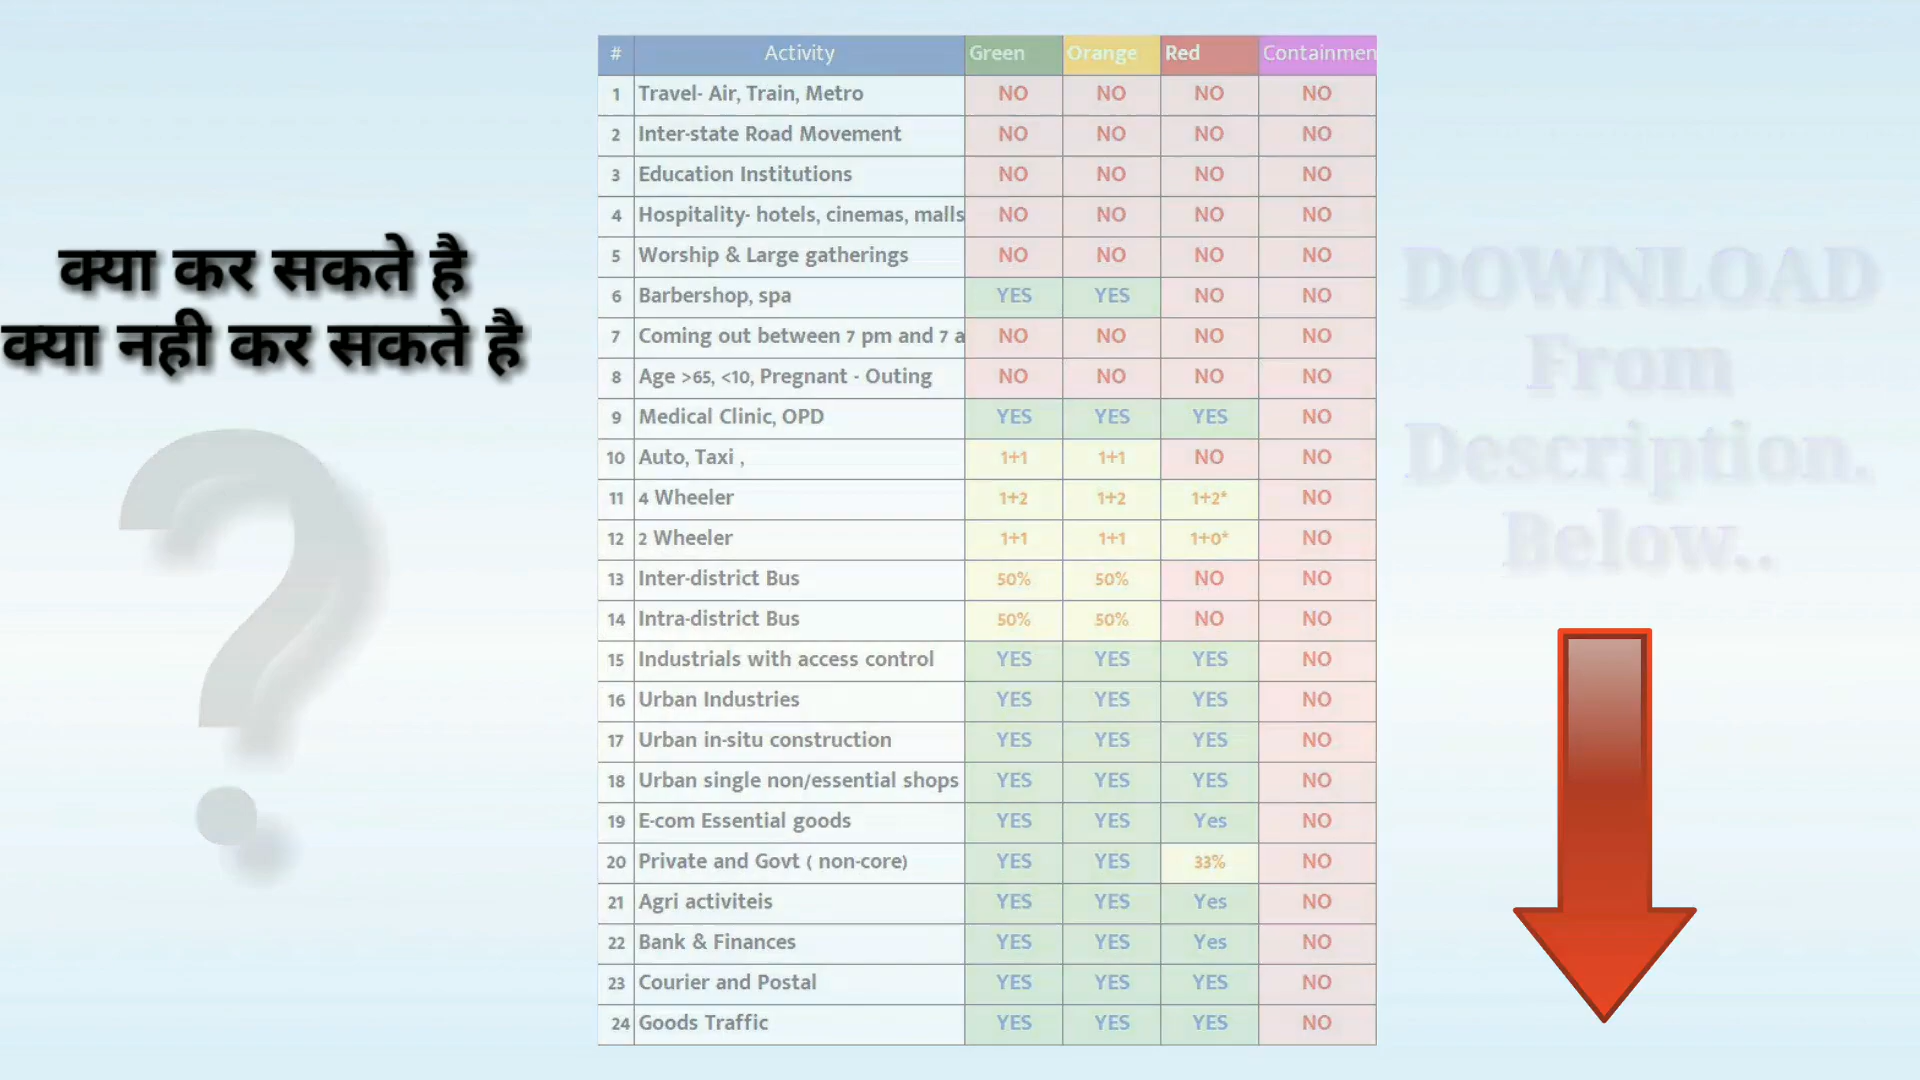 क्या कर सकते है
क्या नही कर सकते है
# Activity Green Orange Red Containmen
1 Travel- Air, Train, Metro NO NO NO NO
2 Inter-state Road Movement NO NO NO NO
3 Education Institutions NO NO NO NO
4 Hospitality- hotels, cinemas, malls NO NO NO NO
5 Worship & Large gatherings NO NO NO NO
6 Barbershop, spa YES YES NO NO
7 Coming out between 7 pm and 7 a NO NO NO NO
8 Age >65, <10, Pregnant - Outing NO NO NO NO
9 Medical Clinic, OPD YES YES YES NO
10 Auto, Taxi , 1+1 1+1 NO NO
11 4 Wheeler 1+2 1+2 1+2* NO
12 2 Wheeler 1+1 1+1 1+0* NO
13 Inter-district Bus 50% 50% NO NO
14 Intra-district Bus 50% 50% NO NO
15 Industrials with access control YES YES YES NO
16 Urban Industries YES YES YES NO
17 Urban in-situ construction YES YES YES NO
18 Urban single non/essential shops YES YES YES NO
19 E-com Essential goods YES YES Yes NO
20 Private and Govt ( non-core) YES YES 33% NO
21 Agri activiteis YES YES Yes NO
22 Bank & Finances YES YES Yes NO
23 Courier and Postal YES YES YES NO
24 Goods Traffic YES YES YES NO
DOWNLOAD
From
Description.
Below..